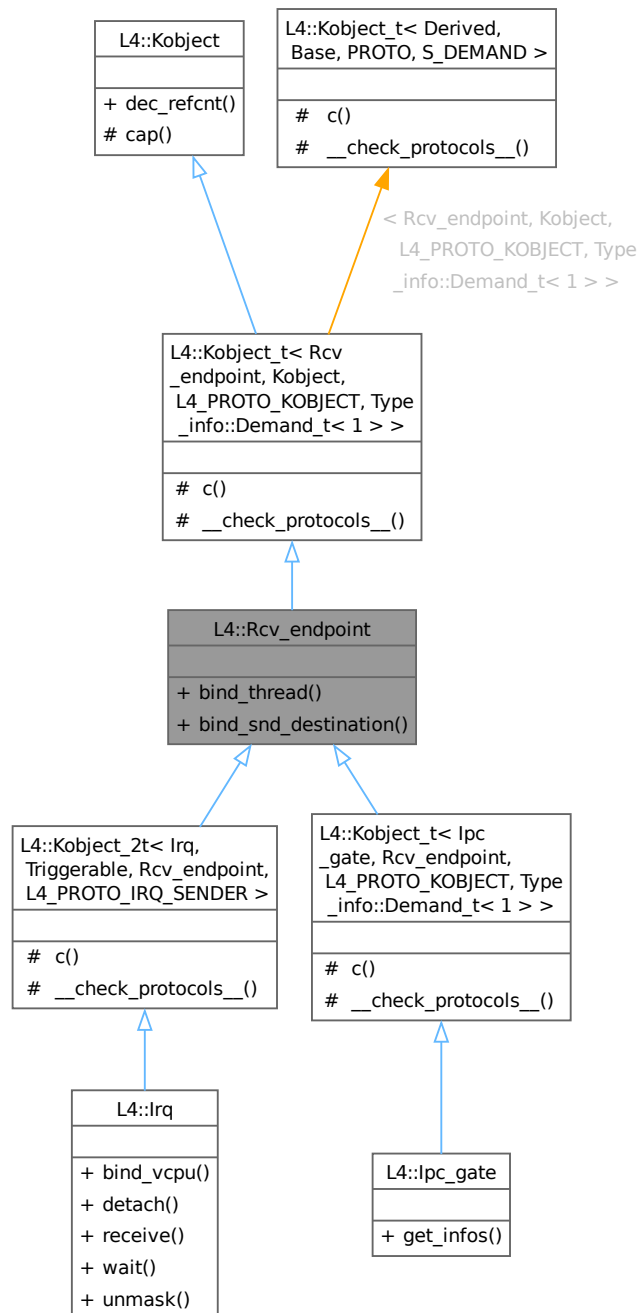 L4::Kobject
+ dec_refcnt()
# cap()
L4::Kobject_t< Derived,
Base, PROTO, S_DEMAND >
# c()
# __check_protocols__()
< Rcv_endpoint, Kobject,
L4_PROTO_KOBJECT, Type
_info::Demand_t< 1 > >
L4::Kobject_t< Rcv
_endpoint, Kobject,
L4_PROTO_KOBJECT, Type
_info::Demand_t< 1 > >
# c()
# __check_protocols__()
L4::Rcv_endpoint
+ bind_thread()
+ bind_snd_destination()
L4::Kobject_2t< Irq,
Triggerable, Rcv_endpoint,
L4_PROTO_IRQ_SENDER >
# c()
# __check_protocols__()
L4::Kobject_t< Ipc
_gate, Rcv_endpoint,
L4_PROTO_KOBJECT, Type
_info::Demand_t< 1 > >
# c()
# __check_protocols__()
L4::Irq
+ bind_vcpu()
+ detach()
+ receive()
+ wait()
+ unmask()
L4::Ipc_gate
+ get_infos()